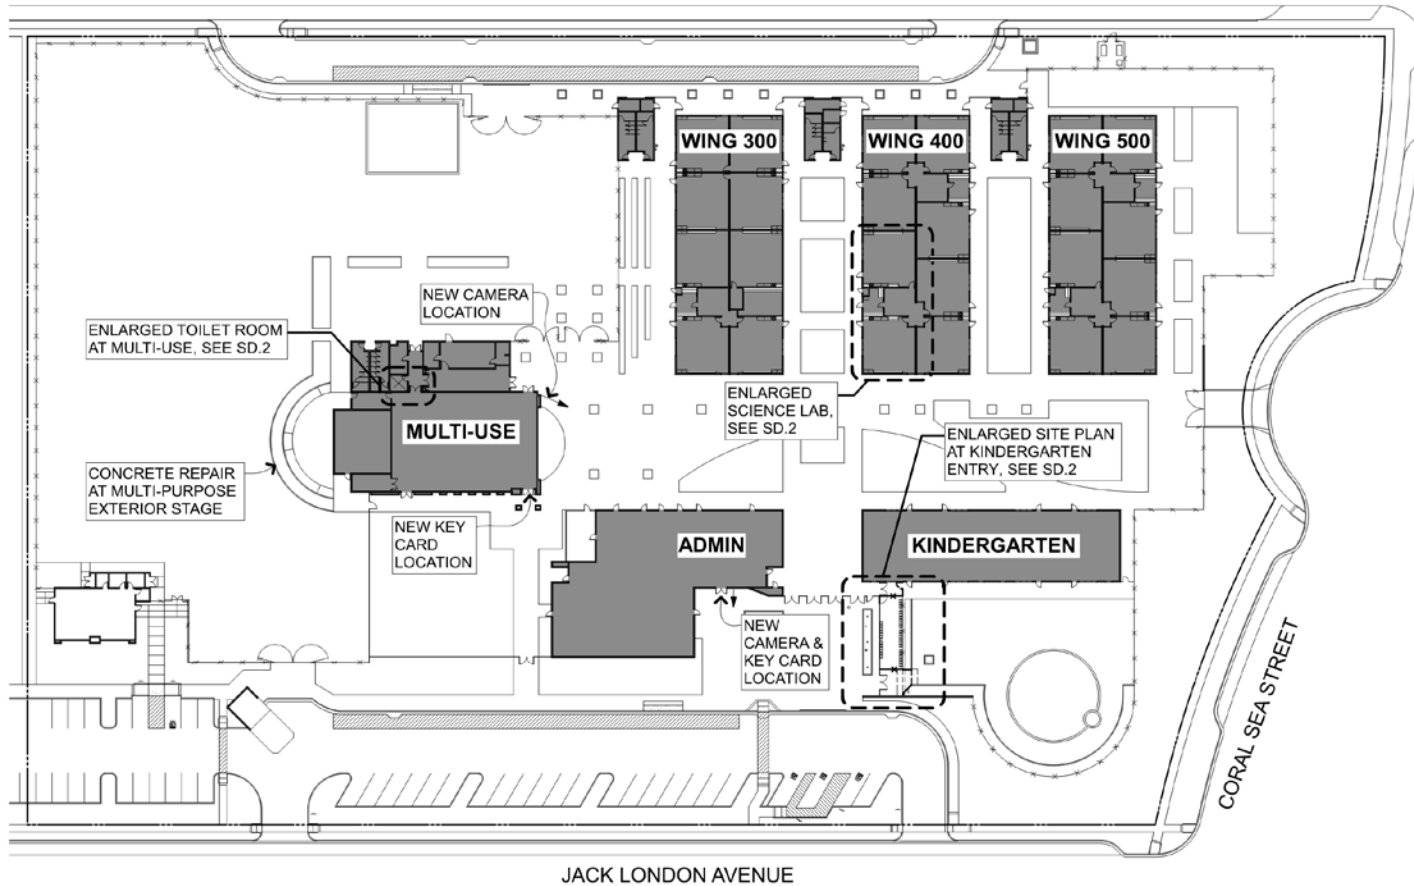 WING 300
WING 400
WING 500
NEW CAMERA
LOCATION
ENLARGED TOILET ROOM
AT MULTI-USE, SEE SD.2
ENLARGED
SCIENCE LAB,
SEE SD.2
MULTI-USE
ENLARGED SITE PLAN
AT KINDERGARTEN
ENTRY, SEE SD.2
CONCRETE REPAIR
AT MULTI-PURPOSE
EXTERIOR STAGE
NEW KEY
CARD
LOCATION
ADMIN
KINDERGARTEN
NEW
CAMERA &
KEY CARD
LOCATION
CORAL SEA STREET
JACK LONDON AVENUE